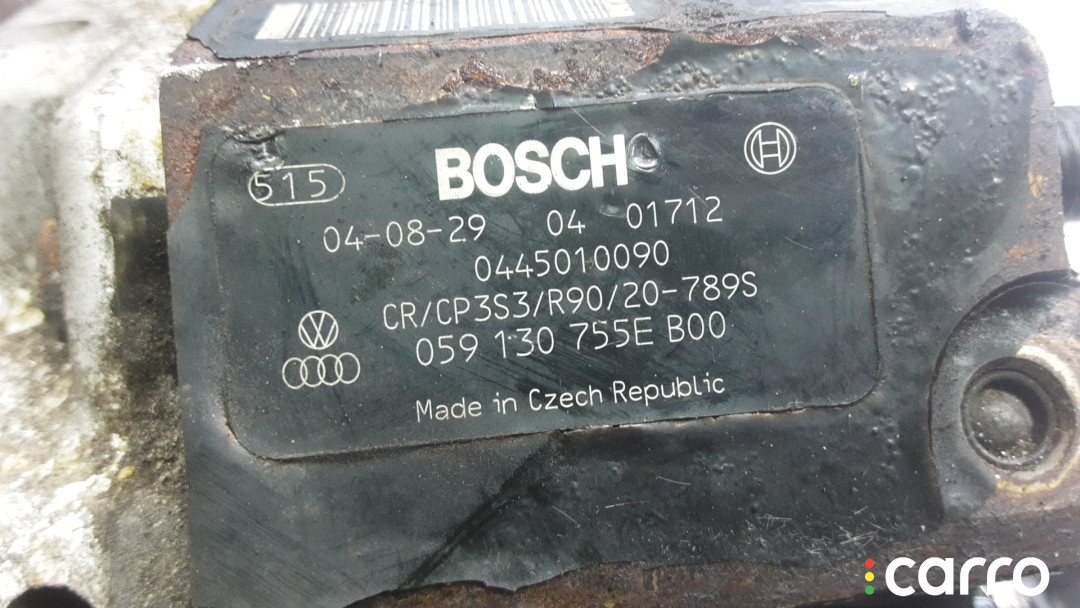 BOSCH
515
04-08-29 04 01712
0445010090
CR/CP3S3/R90/20-789S
059 130 755E B00
Made in Czech Republic
carro